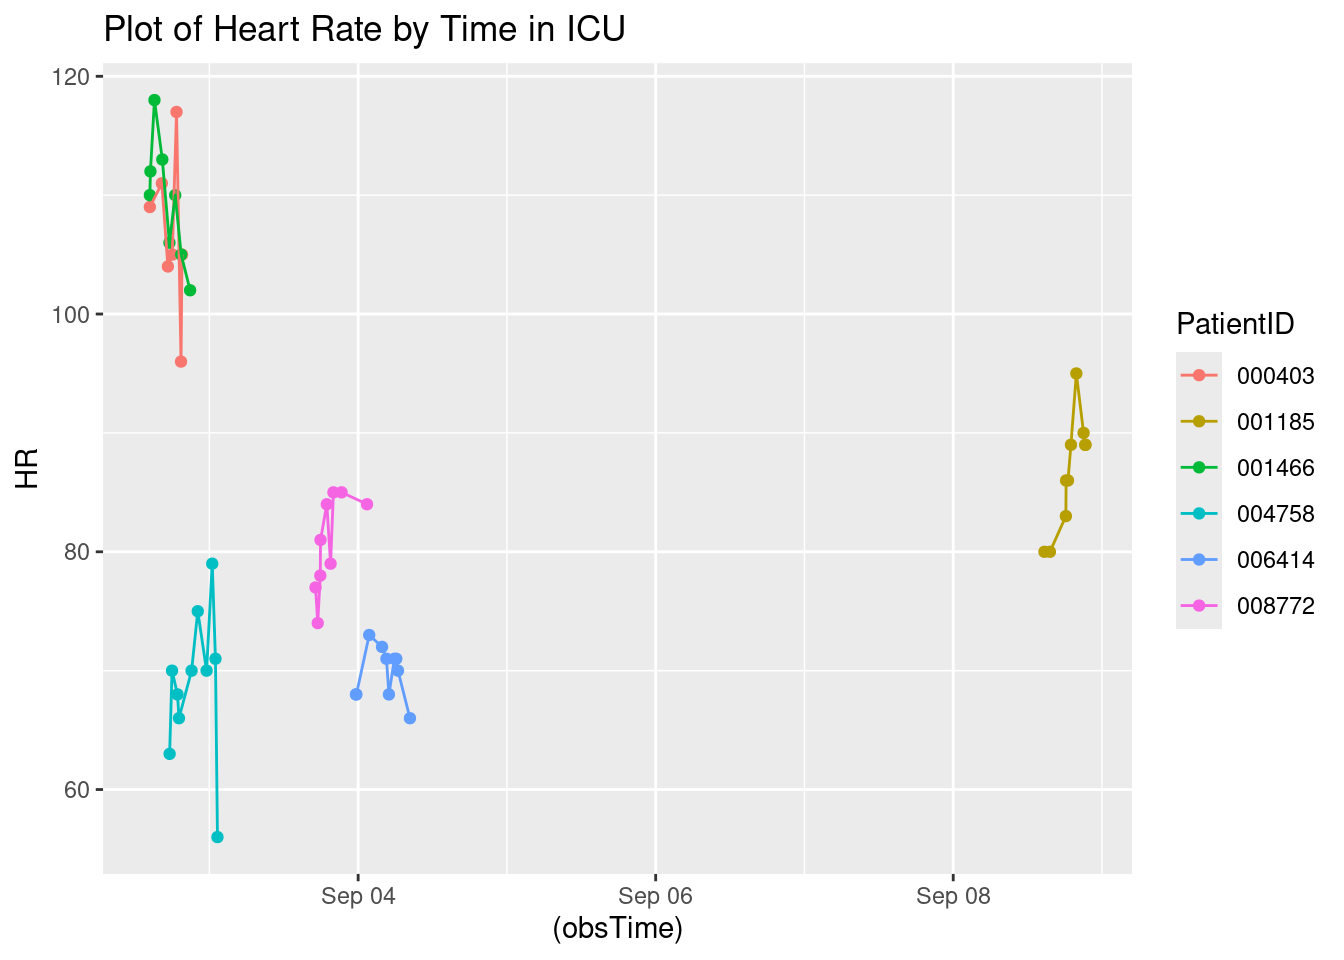 Plot of Heart Rate by Time in ICU
120
100
80
60
HR
Sep 04
Sep 06
Sep 08
(obsTime)
PatientID
000403
001185
001466
004758
006414
008772